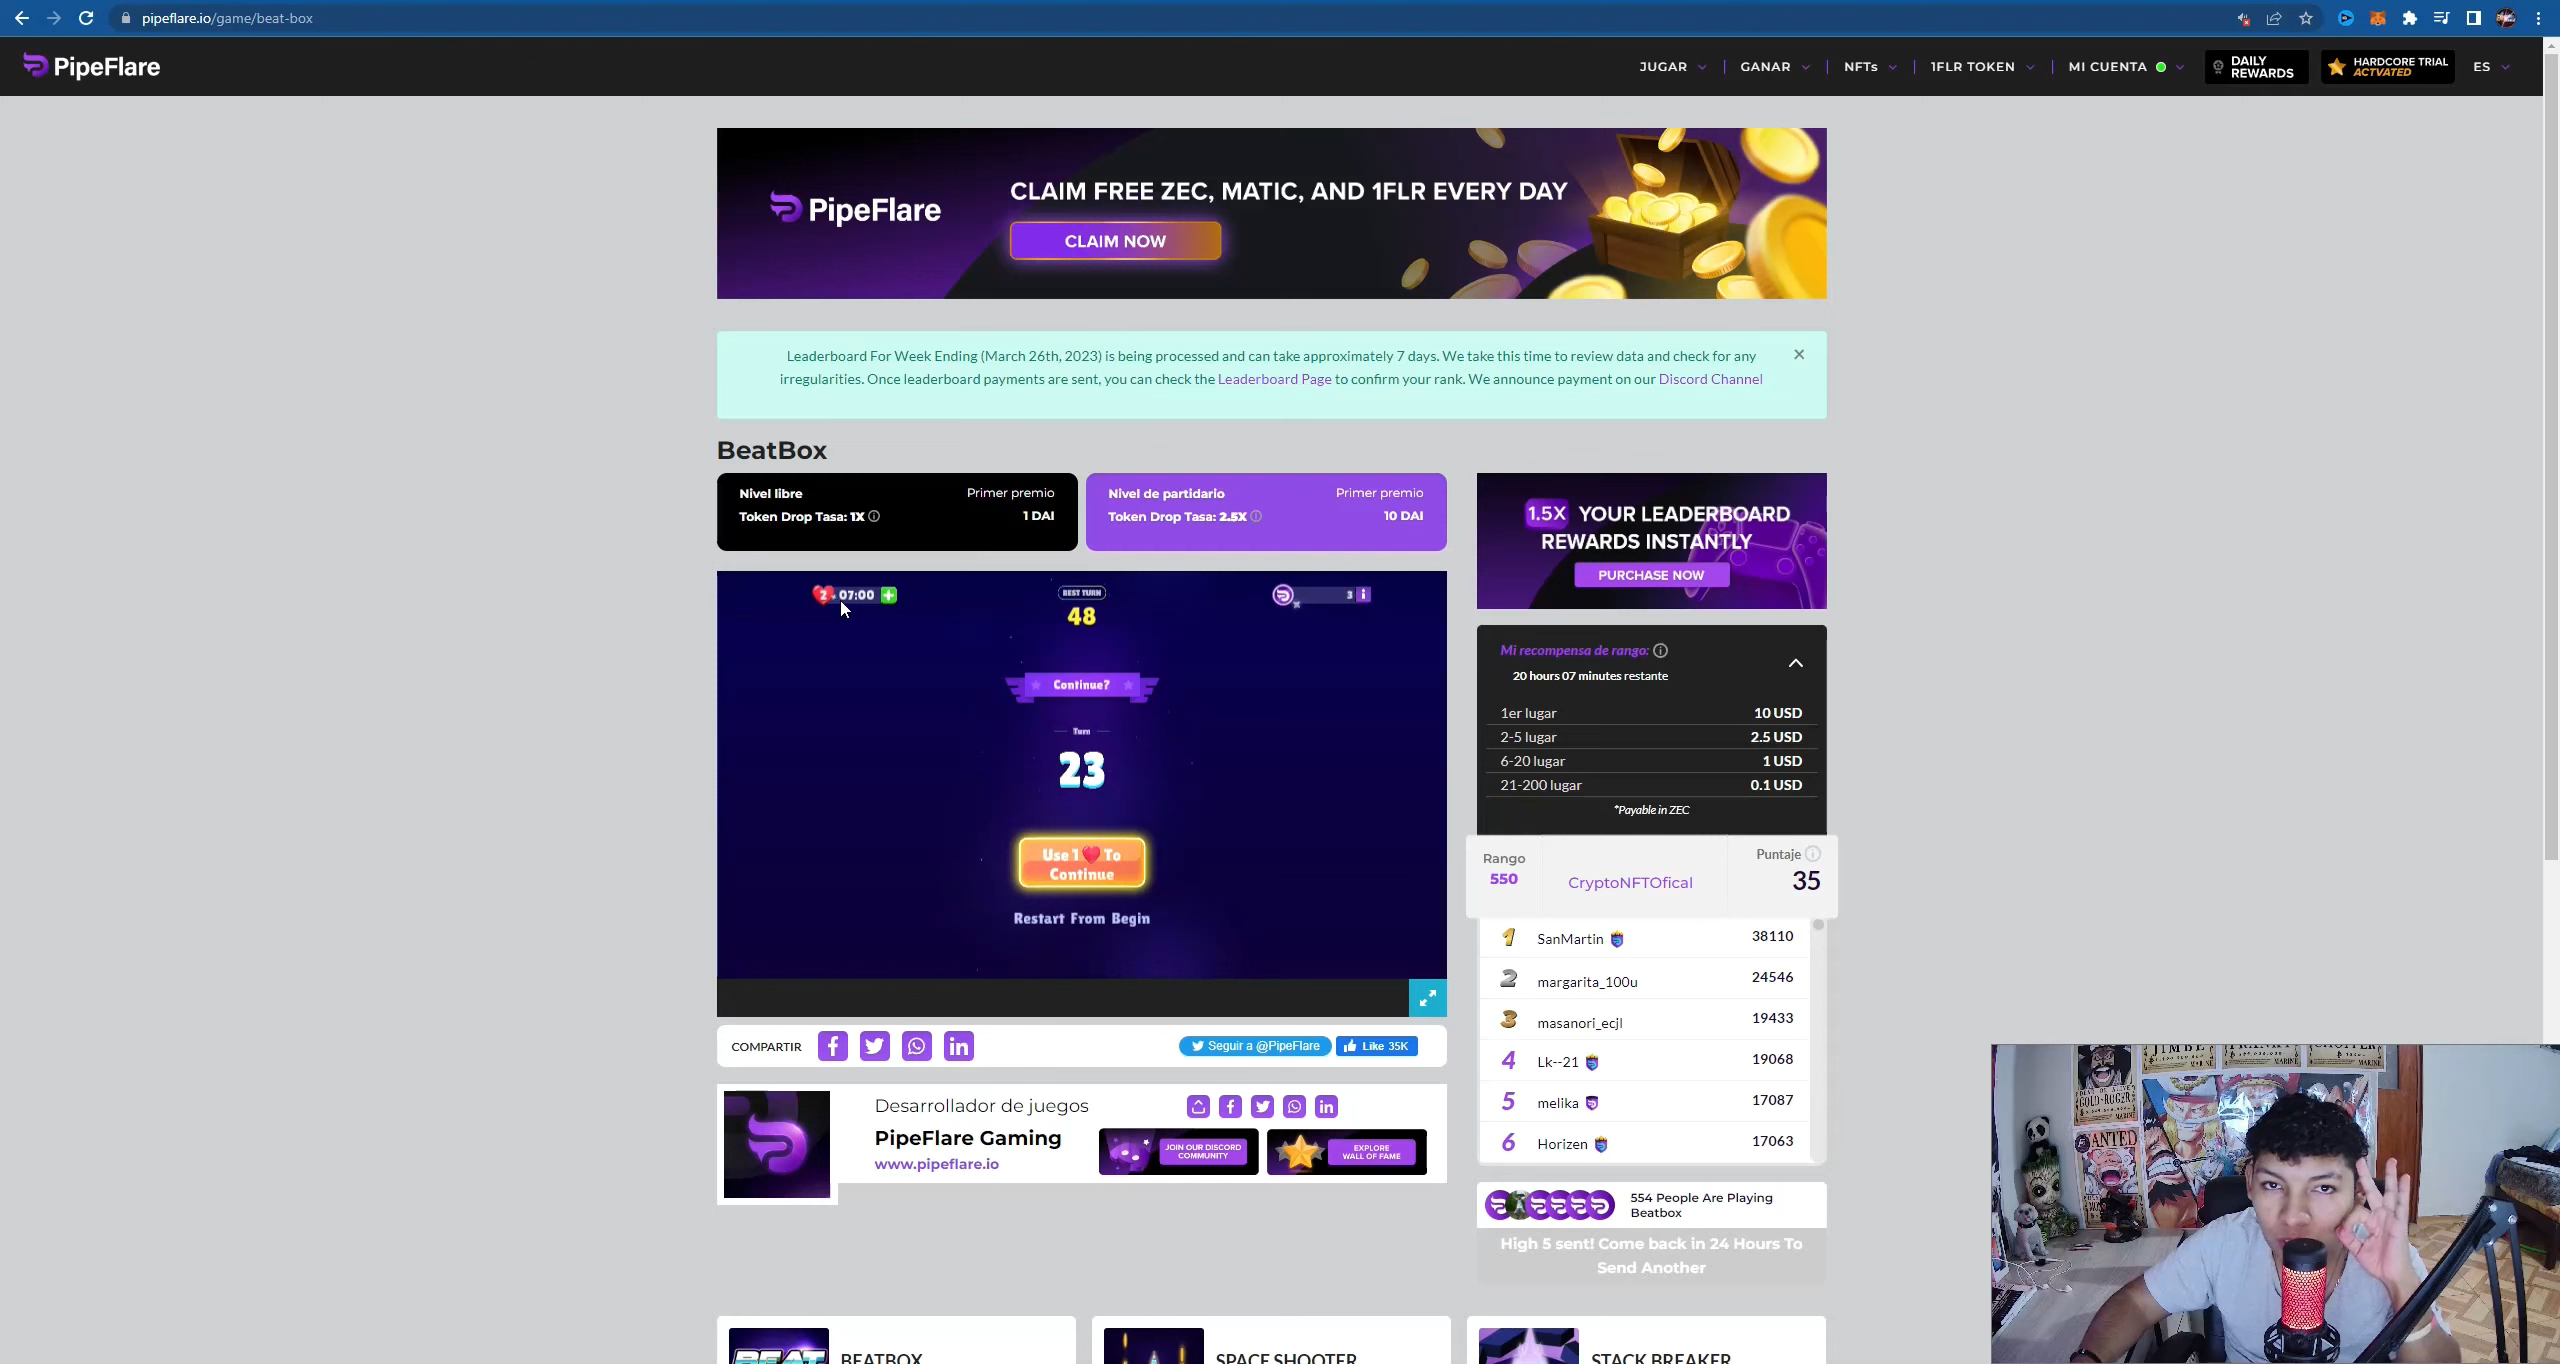 pipeflare.io/game/beat-box
PipeFlare
JUGAR
GANAR
NFTs
1FLR TOKEN
MI CUENTA
DAILY
REWARDS
HARDCORE TRIAL
ACTVATED
ES
PipeFlare
CLAIM FREE ZEC, MATIC, AND 1FLR EVERY DAY
CLAIM NOW
Leaderboard For Week Ending (March 26th, 2023) is being processed and can take approximately 7 days. We take this time to review data and check for any
irregularities. Once leaderboard payments are sent, you can check the Leaderboard Page to confirm your rank. We announce payment on our Discord Channel
BeatBox
Nivel libre
Primer premio
Token Drop Tasa: 1X
1 DAI
Nivel de partidario
Primer premio
Token Drop Tasa: 2.5X
10 DAI
1.5X YOUR LEADERBOARD
REWARDS INSTANTLY
PURCHASE NOW
2
07:00
BEST TURN
48
3
Continue?
Turn
23
Use 1 ❤ To
Continue
Restart From Begin
Mi recompensa de rango:
20 hours 07 minutes restante
1er lugar 10 USD
2-5 lugar 2.5 USD
6-20 lugar 1 USD
21-200 lugar 0.1 USD
*Payable in ZEC
Rango
550
CryptoNFTOfical
Puntaje
35
1 SanMartin 38110
2 margarita_100u 24546
3 masanori_ecjl 19433
4 Lk--21 19068
5 melika 17087
6 Horizen 17063
COMPARTIR
Seguir a @PipeFlare
Like 35K
Desarrollador de juegos
PipeFlare Gaming
www.pipeflare.io
JOIN OUR DISCORD
COMMUNITY
EXPLORE
WALL OF FAME
554 People Are Playing
Beatbox
High 5 sent! Come back in 24 Hours To
Send Another
BEAT
BEATBOX
SPACE SHOOTER
STACK BREAKER
JIMBE
MARINE
MARINE
GOLD·ROGER
WANTED